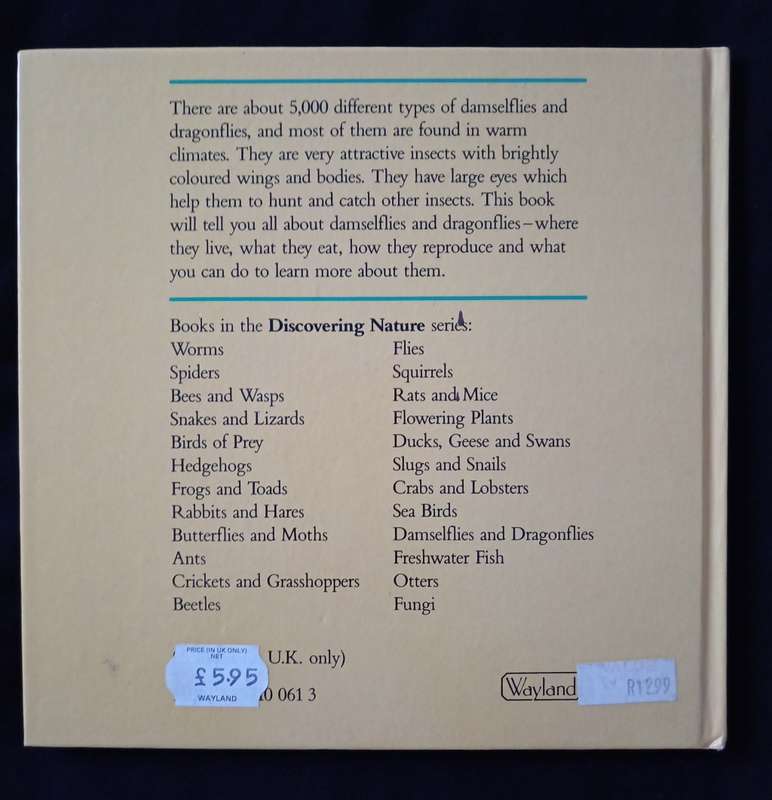 There are about 5,000 different types of damselflies and
dragonflies, and most of them are found in warm
climates. They are very attractive insects with brightly
coloured wings and bodies. They have large eyes which
help them to hunt and catch other insects. This book
will tell you all about damselflies and dragonflies–where
they live, what they eat, how they reproduce and what
you can do to learn more about them.
Books in the Discovering Nature series:
Worms
Spiders
Bees and Wasps
Snakes and Lizards
Birds of Prey
Hedgehogs
Frogs and Toads
Rabbits and Hares
Butterflies and Moths
Ants
Crickets and Grasshoppers
Beetles
Flies
Squirrels
Rats and Mice
Flowering Plants
Ducks, Geese and Swans
Slugs and Snails
Crabs and Lobsters
Sea Birds
Damselflies and Dragonflies
Freshwater Fish
Otters
Fungi
U.K. only)
PRICE (IN UK ONLY)
NET
£5.95
WAYLAND
061 3
Wayland
R1299